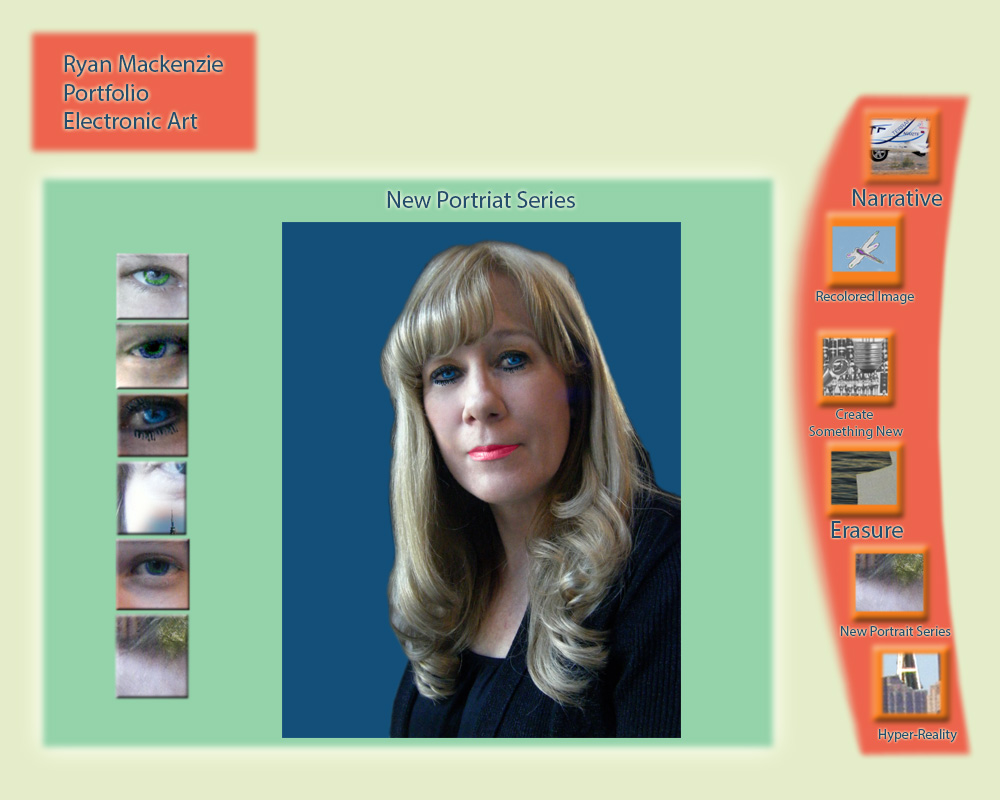 Ryan Mackenzie
Portfolio
Electronic Art
New Portriat Series
Narrative
Recolored Image
Create
Something New
Erasure
New Portrait Series
Hyper-Reality